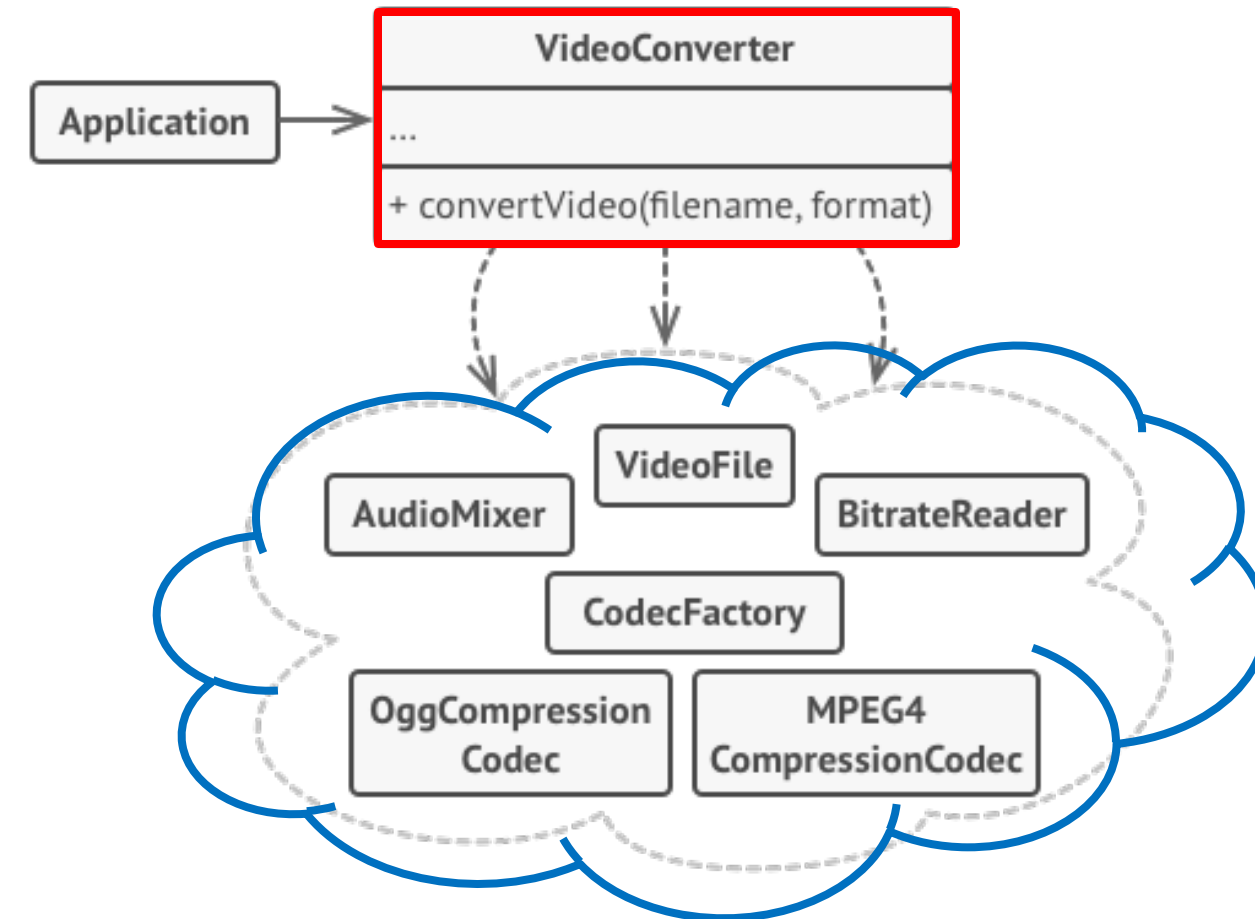 VideoConverter
Application
...
+ convertVideo(filename, format)
VideoFile
AudioMixer
BitrateReader
CodecFactory
OggCompression
Codec
MPEG4
CompressionCodec